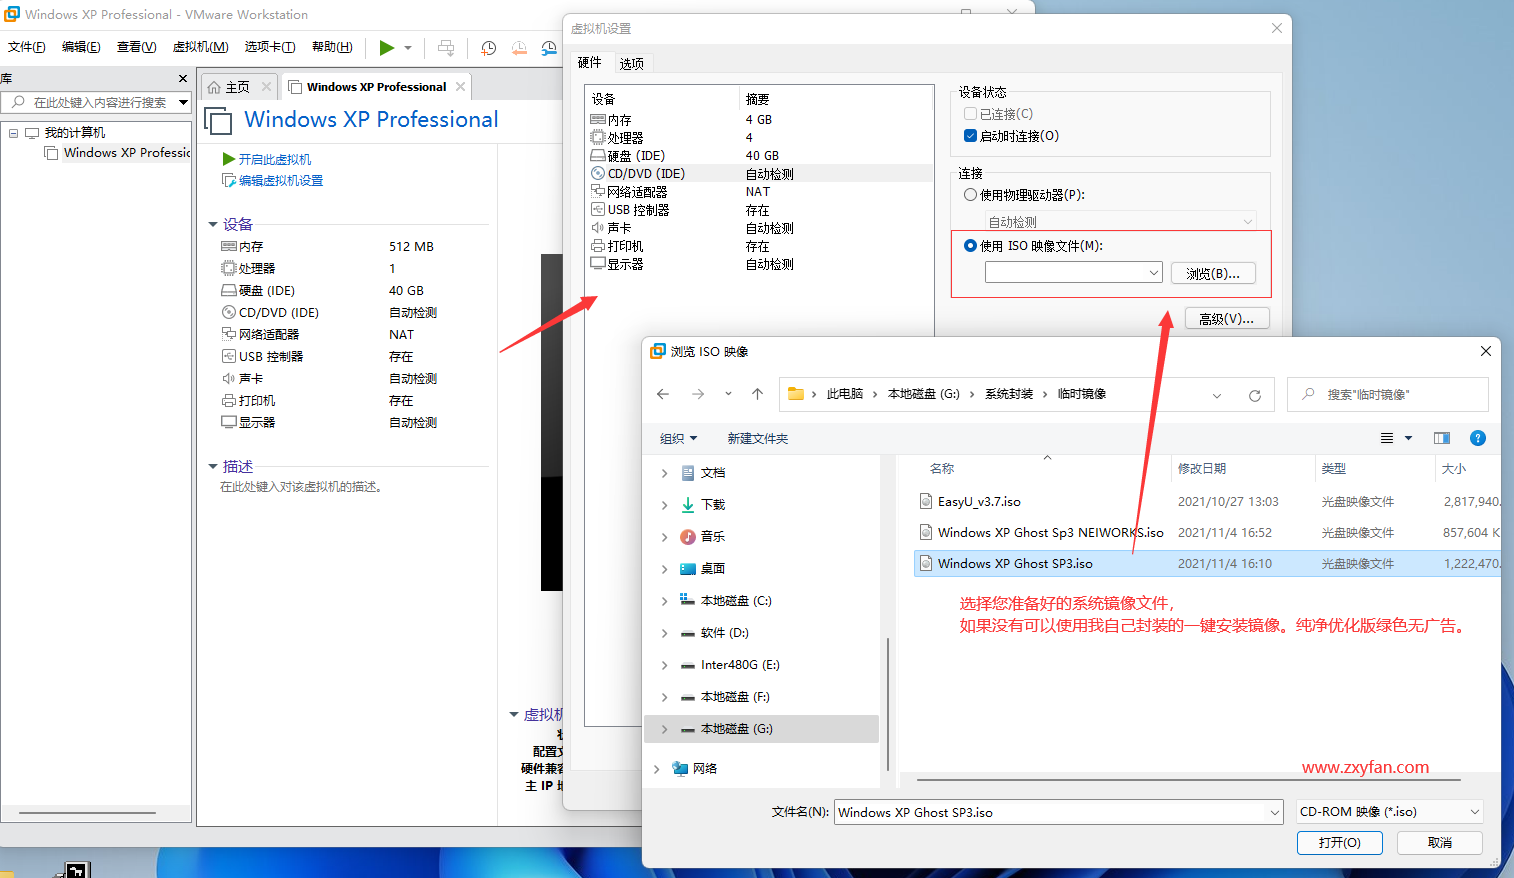 Windows XP Professional - VMware Workstation
文件(F) 编辑(E) 查看(V) 虚拟机(M) 选项卡(T) 帮助(H)
库
在此处键入内容进行搜索
我的计算机
Windows XP Professic
主页
Windows XP Professional
Windows XP Professional
开启此虚拟机
编辑虚拟机设置
设备
内存 512 MB
处理器 1
硬盘 (IDE) 40 GB
CD/DVD (IDE) 自动检测
网络适配器 NAT
USB 控制器 存在
声卡 自动检测
打印机 存在
显示器 自动检测
描述
在此处键入对该虚拟机的描述。
虚拟机
配置文
硬件兼容
主 IP 地
虚拟机设置
硬件 选项
设备 摘要
内存 4 GB
处理器 4
硬盘 (IDE) 40 GB
CD/DVD (IDE) 自动检测
网络适配器 NAT
USB 控制器 存在
声卡 自动检测
打印机 存在
显示器 自动检测
设备状态
已连接(C)
启动时连接(O)
连接
使用物理驱动器(P):
自动检测
使用 ISO 映像文件(M):
浏览(B)...
高级(V)...
浏览 ISO 映像
此电脑 › 本地磁盘 (G:) › 系统封装 › 临时镜像
搜索"临时镜像"
组织 新建文件夹
文档
下载
音乐
桌面
本地磁盘 (C:)
软件 (D:)
Inter480G (E:)
本地磁盘 (F:)
本地磁盘 (G:)
网络
名称 修改日期 类型 大小
EasyU_v3.7.iso 2021/10/27 13:03 光盘映像文件 2,817,940.
Windows XP Ghost Sp3 NEIWORKS.iso 2021/11/4 16:52 光盘映像文件 857,604 K
Windows XP Ghost SP3.iso 2021/11/4 16:10 光盘映像文件 1,222,470.
选择您准备好的系统镜像文件,
如果没有可以使用我自己封装的一键安装镜像。纯净优化版绿色无广告。
www.zxyfan.com
文件名(N): Windows XP Ghost SP3.iso CD-ROM 映像 (*.iso)
打开(O) 取消